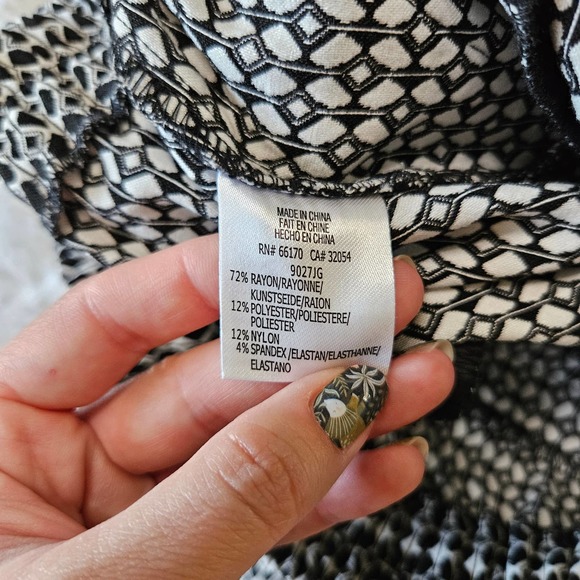 MADE IN CHINA
FAIT EN CHINE
HECHO EN CHINA
RN# 66170 CA# 32054
9027JG
72% RAYON/RAYONNE/
KUNSTSEIDE/RAION
12% POLYESTER/POLIESTERE/
POLIESTER
12% NYLON
4% SPANDEX/ELASTAN/ELASTHANNE/
ELASTANO